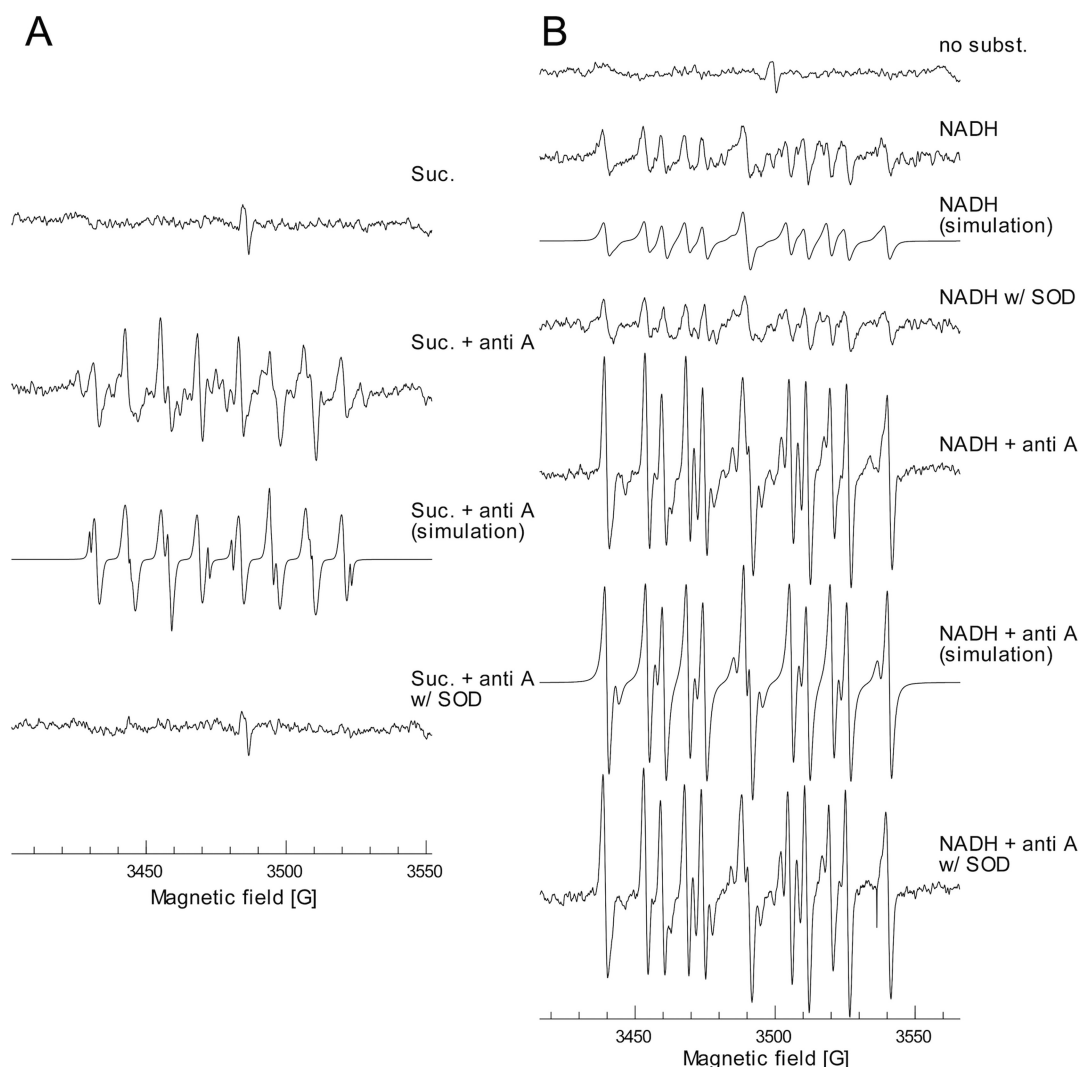 A
Suc.
Suc. + anti A
Suc. + anti A
(simulation)
Suc. + anti A
w/ SOD
3450
3500
3550
Magnetic field [G]
B
no subst.
NADH
NADH
(simulation)
NADH w/ SOD
NADH + anti A
NADH + anti A
(simulation)
NADH + anti A
w/ SOD
3450
3500
3550
Magnetic field [G]